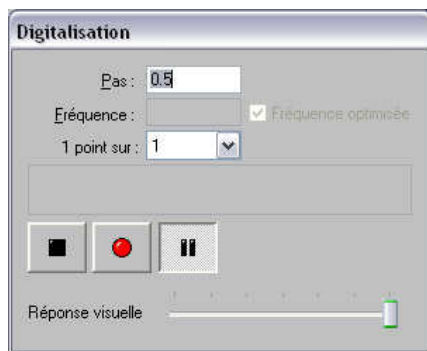 Digitalisation
Pas : 0.5
Fréquence : Fréquence optimisée
1 point sur : 1
Réponse visuelle